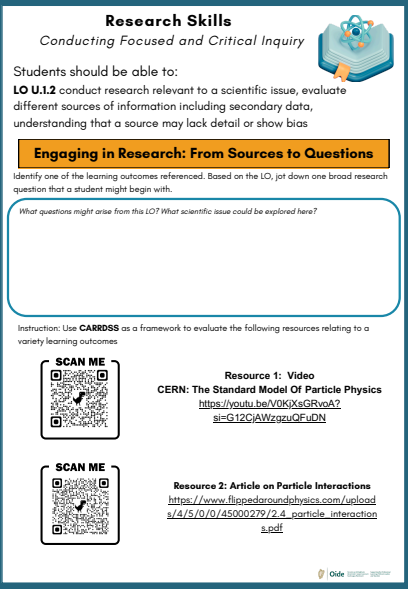 Research Skills
Conducting Focused and Critical Inquiry
Students should be able to:
LO U.1.2 conduct research relevant to a scientific issue, evaluate
different sources of information including secondary data,
understanding that a source may lack detail or show bias
Engaging in Research: From Sources to Questions
Identify one of the learning outcomes referenced. Based on the LO, jot down one broad research
question that a student might begin with.
What questions might arise from this LO? What scientific issue could be explored here?
Instruction: Use CARRDSS as a framework to evaluate the following resources relating to a
variety learning outcomes
SCAN ME
Resource 1: Video
CERN: The Standard Model Of Particle Physics
https://youtu.be/V0KjXsGRvoA?
si=G12CjAWzgzuQFuDN
SCAN ME
Resource 2: Article on Particle Interactions
https://www.flippedaroundphysics.com/upload
s/4/5/0/0/45000279/2.4_particle_interaction
s.pdf
Oide